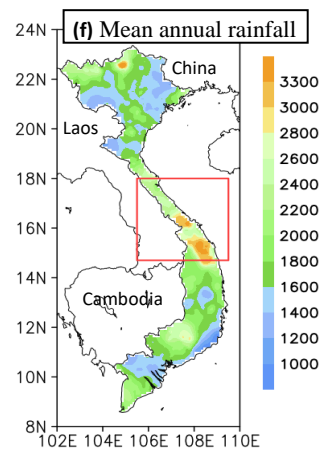 (f) Mean annual rainfall
24N
22N
20N
18N
16N
14N
12N
10N
8N
China
Laos
Cambodia
102E 104E 106E 108E 110E
3300
3000
2800
2600
2400
2200
2000
1800
1600
1400
1200
1000